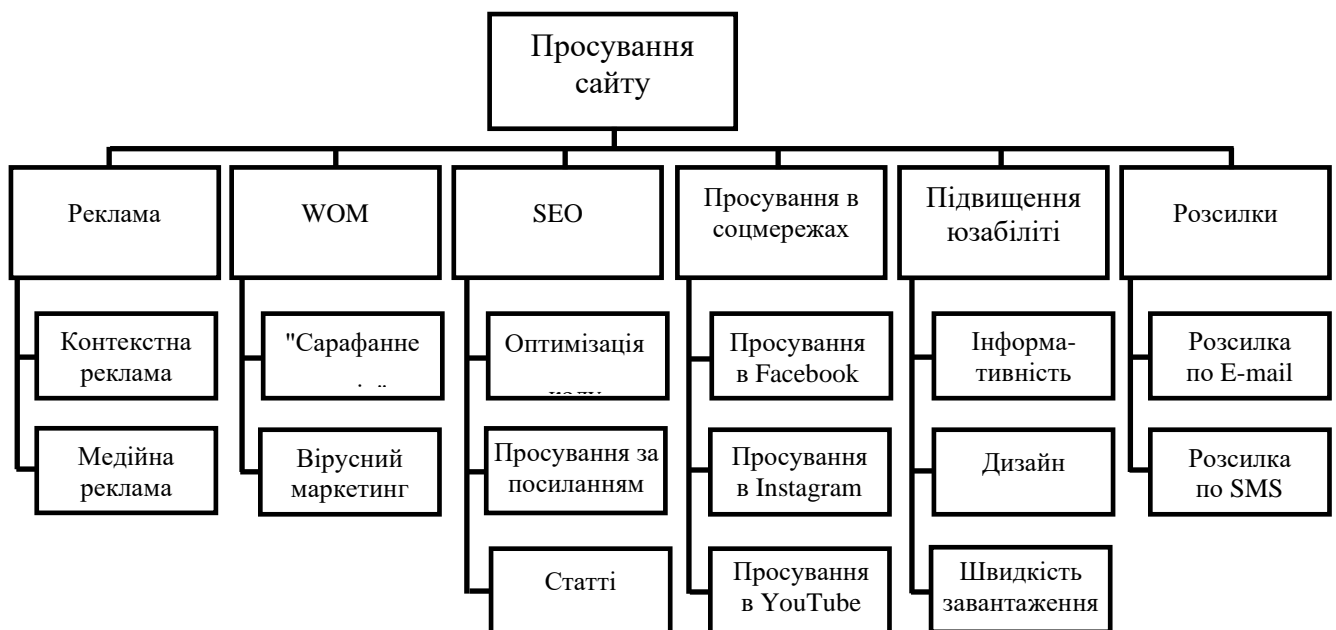 Просування
сайту
Реклама
WOM
SEO
Просування в
соцмережах
Підвищення
юзабіліті
Розсилки
Контекстна
реклама
"Сарафанне
Оптимізація
Просування
в Facebook
Інформа-
тивність
Розсилка
по E-mail
Медійна
реклама
Вірусний
маркетинг
Просування за
посиланням
Просування
в Instagram
Дизайн
Розсилка
по SMS
Статті
Просування
в YouTube
Швидкість
завантаження